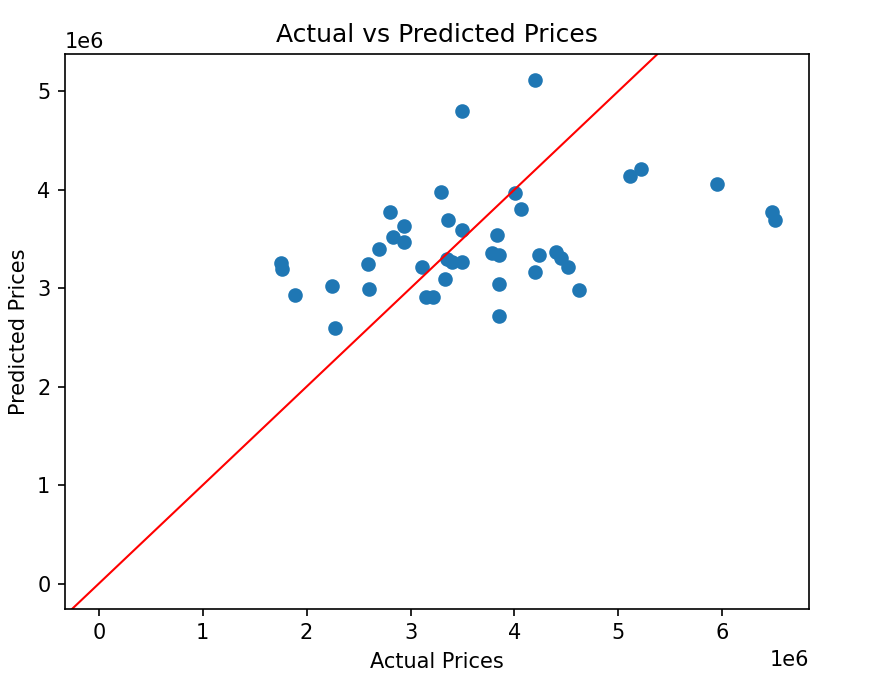 Actual vs Predicted Prices
1e6
5
4
3
2
1
0
Predicted Prices
0 1 2 3 4 5 6
Actual Prices
1e6